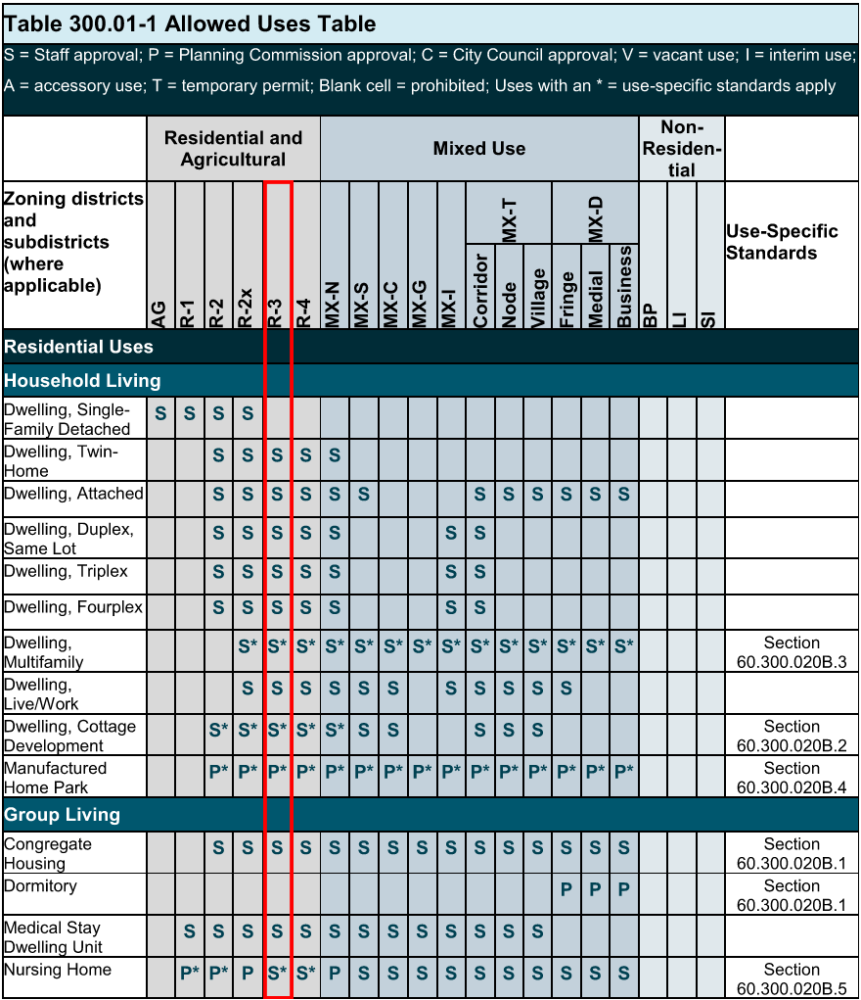 Table 300.01-1 Allowed Uses Table
S = Staff approval; P = Planning Commission approval; C = City Council approval; V = vacant use; I = interim use;
A = accessory use; T = temporary permit; Blank cell = prohibited; Uses with an * = use-specific standards apply
Residential and
Agricultural
Mixed Use
Non-
Residen-
tial
Zoning districts
and
subdistricts
(where
applicable)
AG
R-1
R-2
R-2x
R-3
R-4
MX-N
MX-S
MX-C
MX-G
MX-I
MX-T
Corridor
Node
Village
MX-D
Fringe
Medial
Business
BP
LI
SI
Use-Specific
Standards
Residential Uses
Household Living
Dwelling, Single-
Family Detached
S S S S
Dwelling, Twin-
Home
S S S S S
Dwelling, Attached S S S S S S S S S S S S
Dwelling, Duplex,
Same Lot
S S S S S S S
Dwelling, Triplex S S S S S S S
Dwelling, Fourplex S S S S S S S
Dwelling,
Multifamily
S* S* S* S* S* S* S* S* S* S* S* S* S* S*
Section
60.300.020B.3
Dwelling,
Live/Work
S S S S S S S S S S S
Dwelling, Cottage
Development
S* S* S* S* S* S S S S S
Section
60.300.020B.2
Manufactured
Home Park
P* P* P* P* P* P* P* P* P* P* P* P* P* P* P*
Section
60.300.020B.4
Group Living
Congregate
Housing
S S S S S S S S S S S S S S S
Section
60.300.020B.1
Dormitory
P P P
Section
60.300.020B.1
Medical Stay
Dwelling Unit
S S S S S S S S S S S S S
Nursing Home
P* P* P S* S* P S S S S S S S S S S
Section
60.300.020B.5